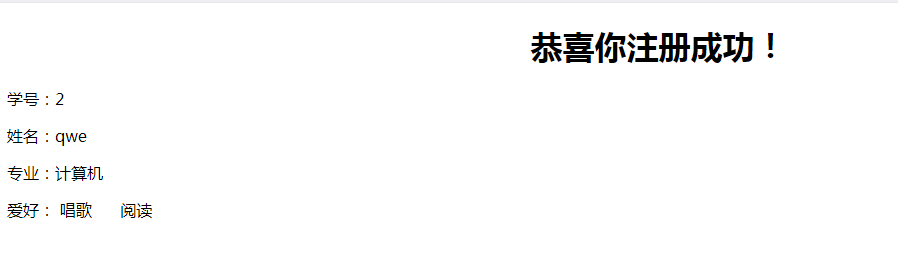 恭喜你注册成功！
学号：2
姓名：qwe
专业：计算机
爱好： 唱歌 阅读